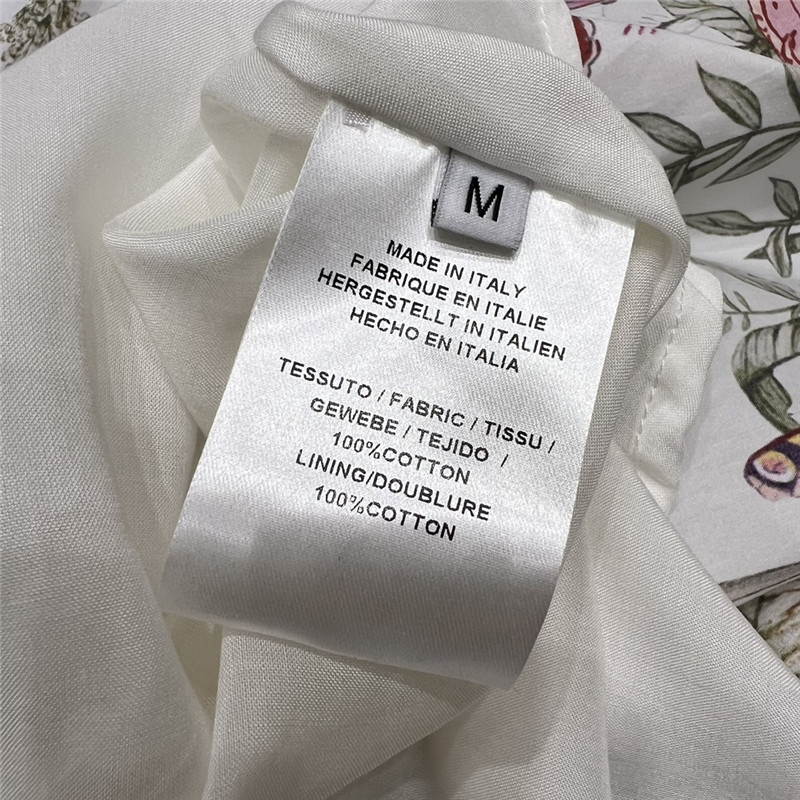 M
MADE IN ITALY
FABRIQUE EN ITALIE
HERGESTELLT IN ITALIEN
HECHO EN ITALIA
TESSUTO / FABRIC / TISSU /
GEWEBE / TEJIDO /
100%COTTON
LINING/DOUBLURE
100%COTTON